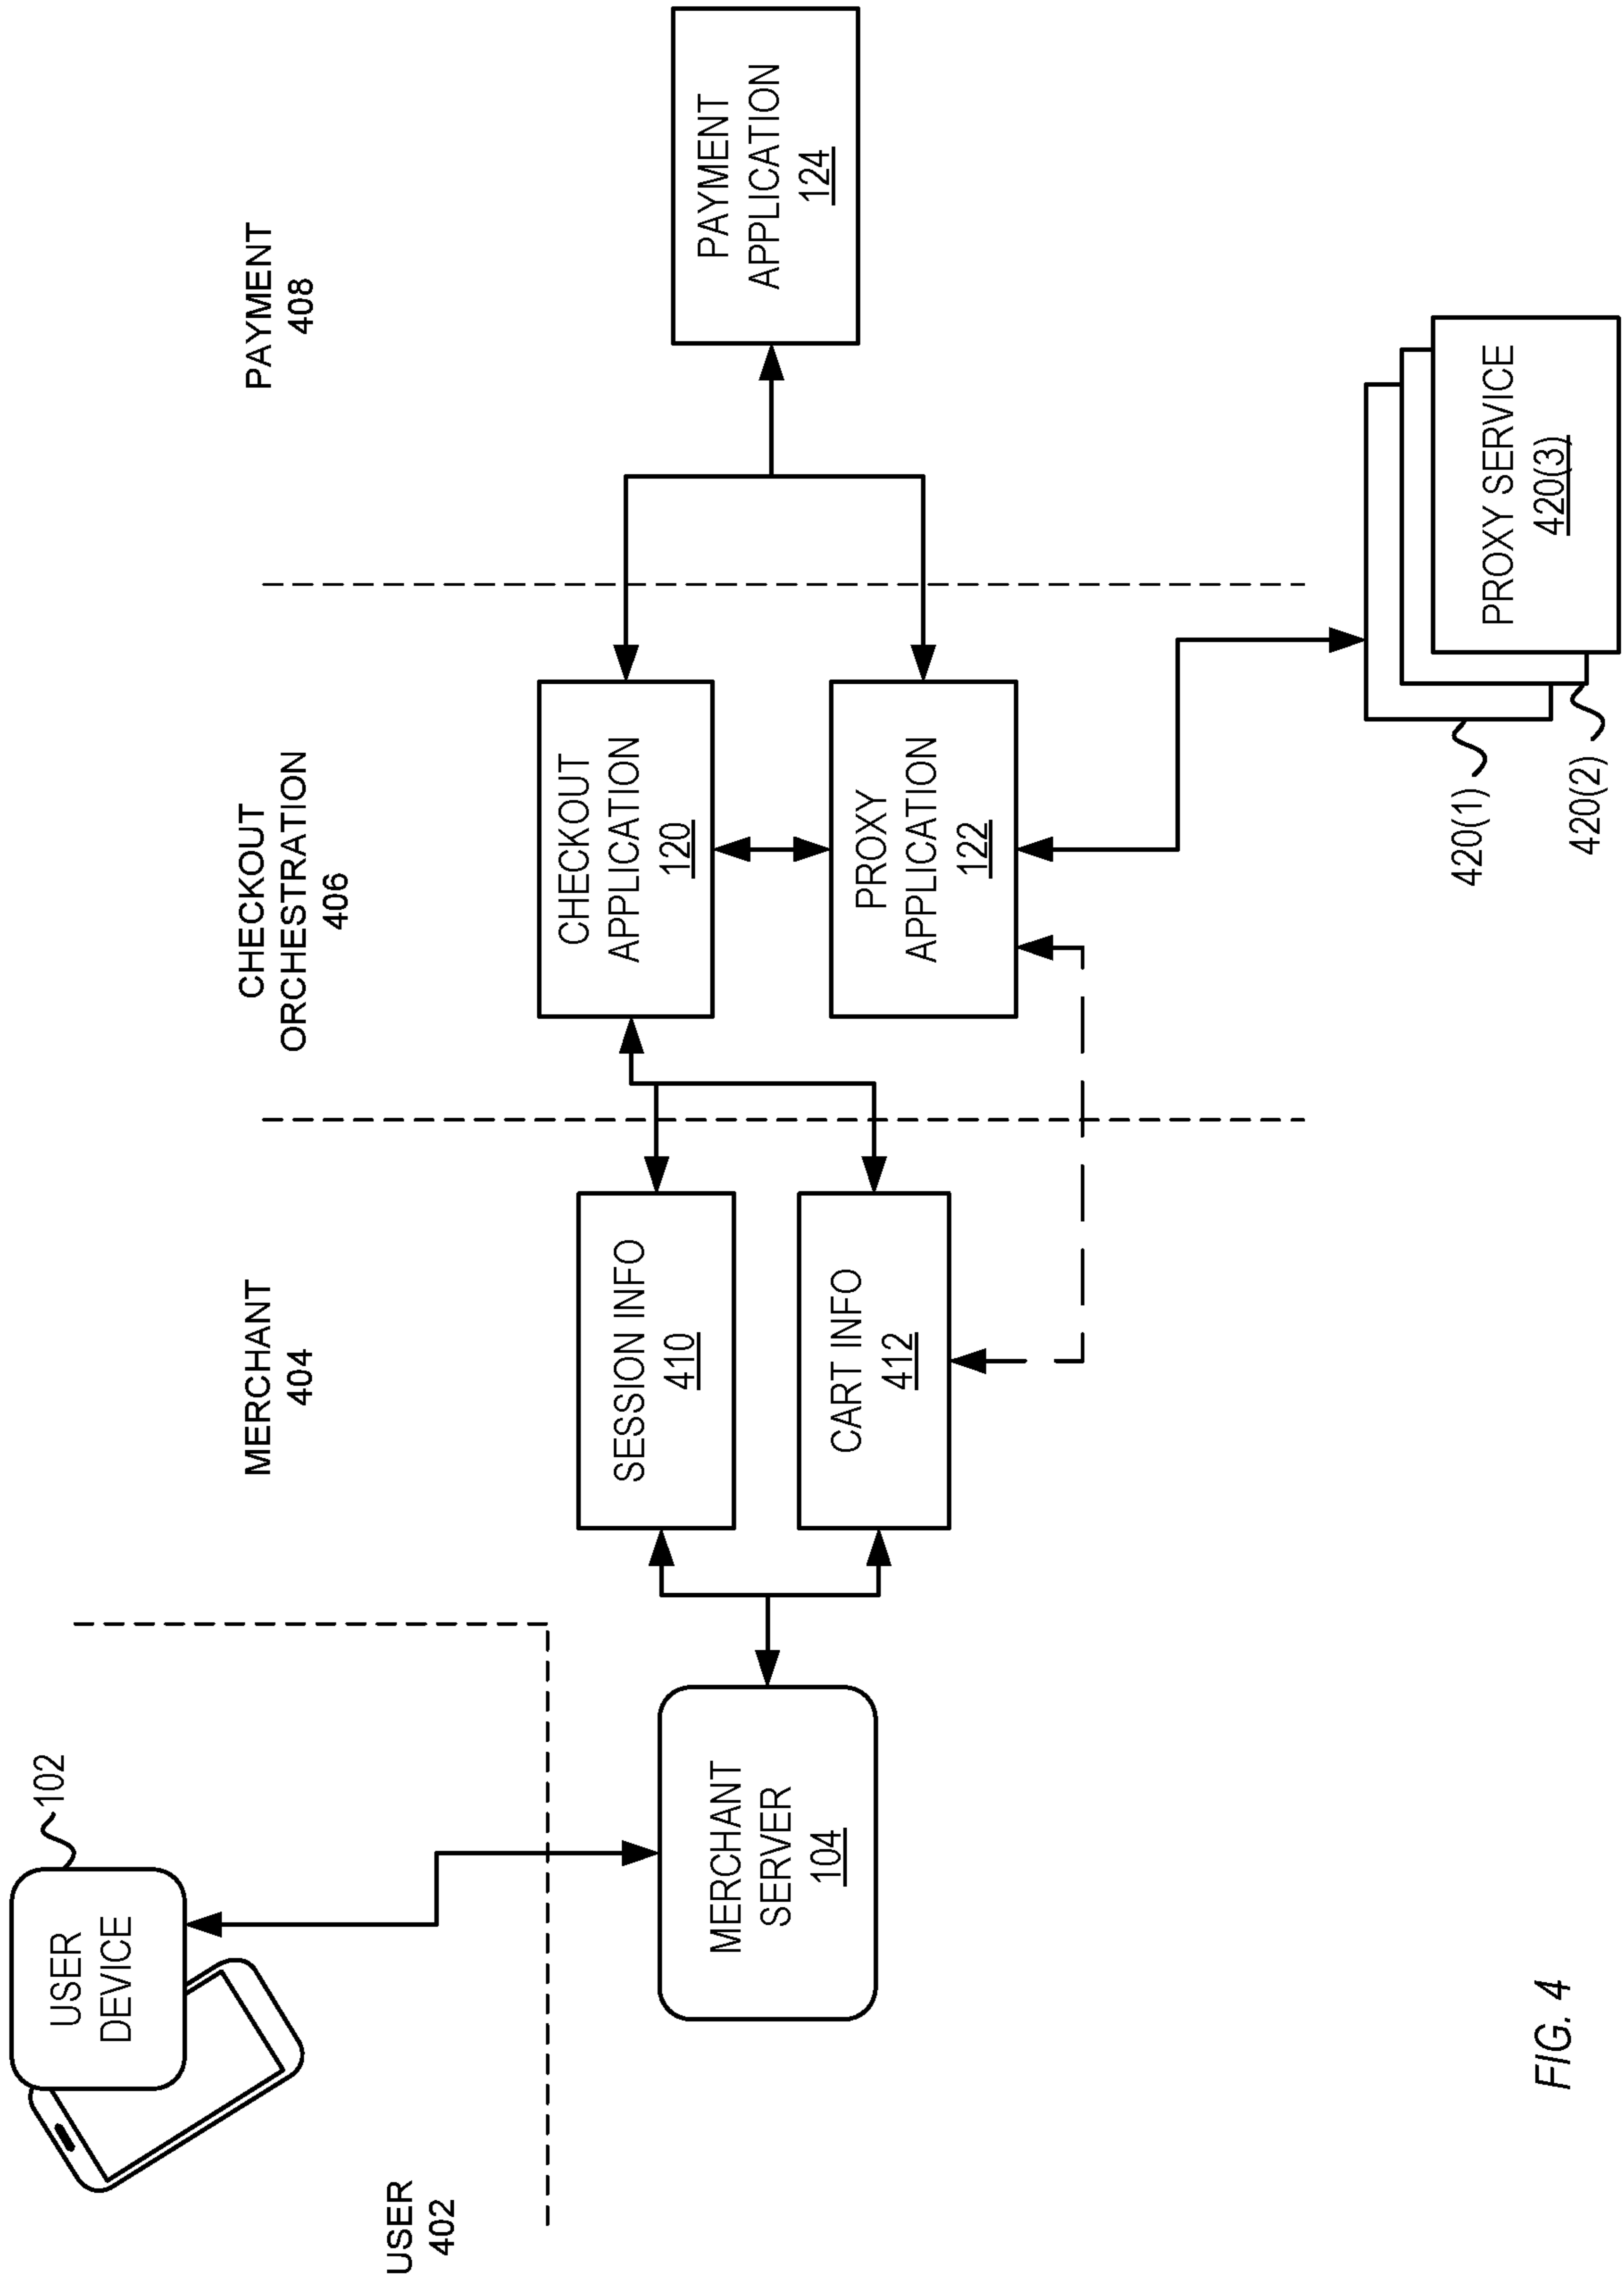 USER
402
MERCHANT
404
CHECKOUT
ORCHESTRATION
406
PAYMENT
408
USER
DEVICE
102
MERCHANT
SERVER
104
SESSION INFO
410
CART INFO
412
CHECKOUT
APPLICATION
120
PROXY
APPLICATION
122
PAYMENT
APPLICATION
124
420(1)
420(2)
PROXY SERVICE
420(3)
FIG. 4